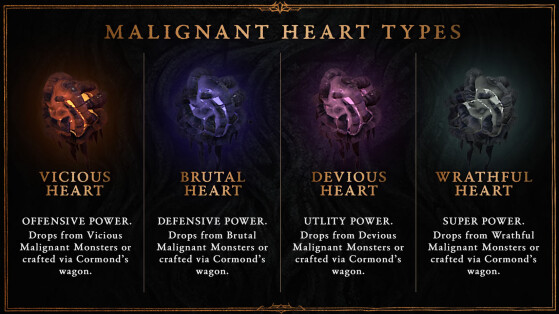 MALIGNANT HEART TYPES
VICIOUS
HEART
OFFENSIVE POWER.
Drops from Vicious
Malignant Monsters or
crafted via Cormond's
wagon.
BRUTAL
HEART
DEFENSIVE POWER.
Drops from Brutal
Malignant Monsters or
crafted via Cormond's
wagon.
DEVIOUS
HEART
UTLITY POWER.
Drops from Devious
Malignant Monsters or
crafted via Cormond's
wagon.
WRATHFUL
HEART
SUPER POWER.
Drops from Wrathful
Malignant Monsters or
crafted via Cormond's
wagon.